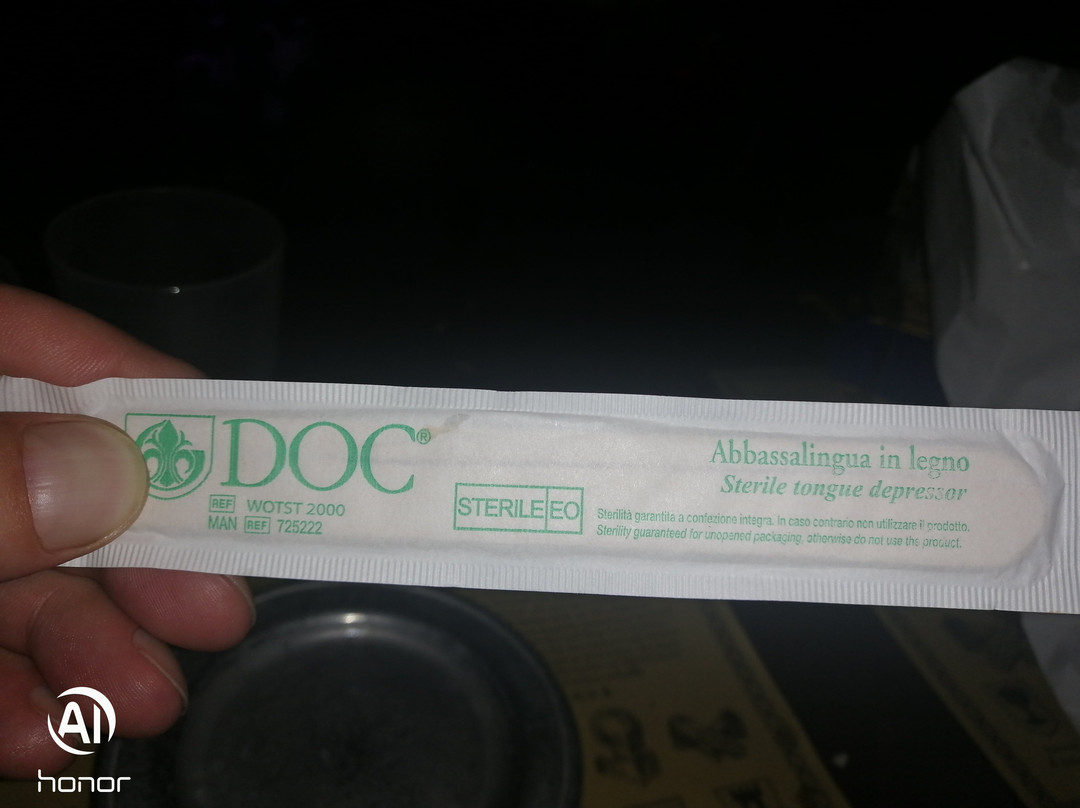 DOC®
REF WOTST 2000
MAN REF 725222
STERILE EO
Abbassalingua in legno
Sterile tongue depressor
Sterilità garantita a confezione integra. In caso contrario non utilizzare il prodotto.
Sterility guaranteed for unopened packaging, otherwise do not use the product.
AI
honor